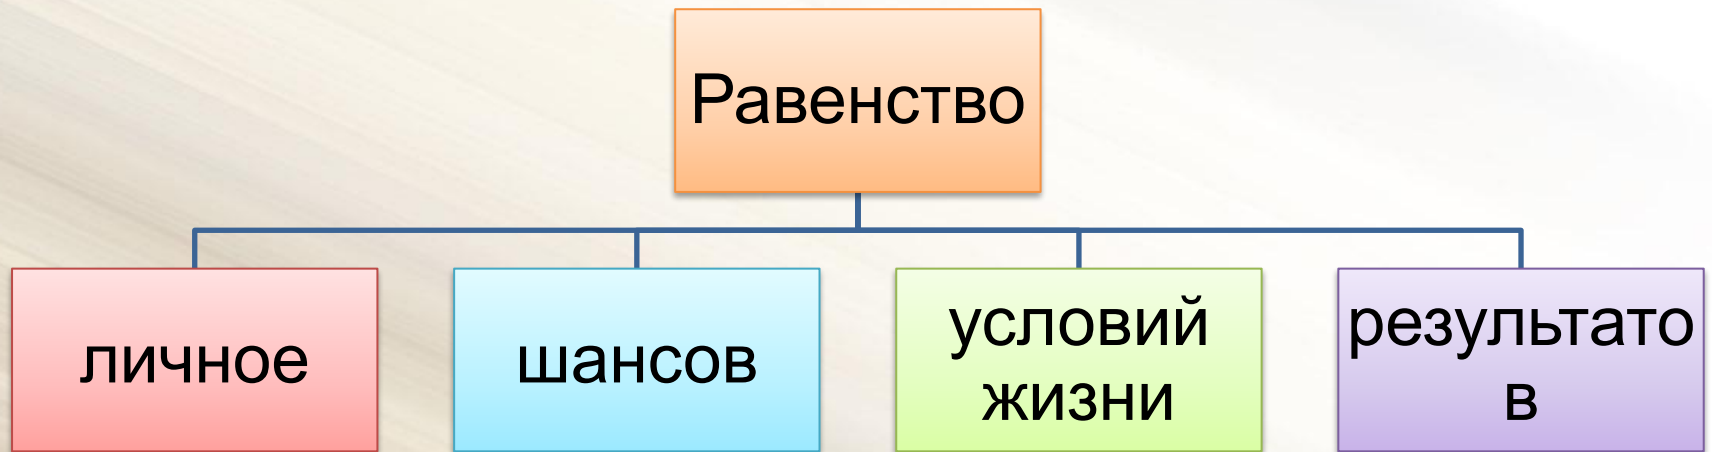 Равенство
личное
шансов
условий
жизни
результато
в